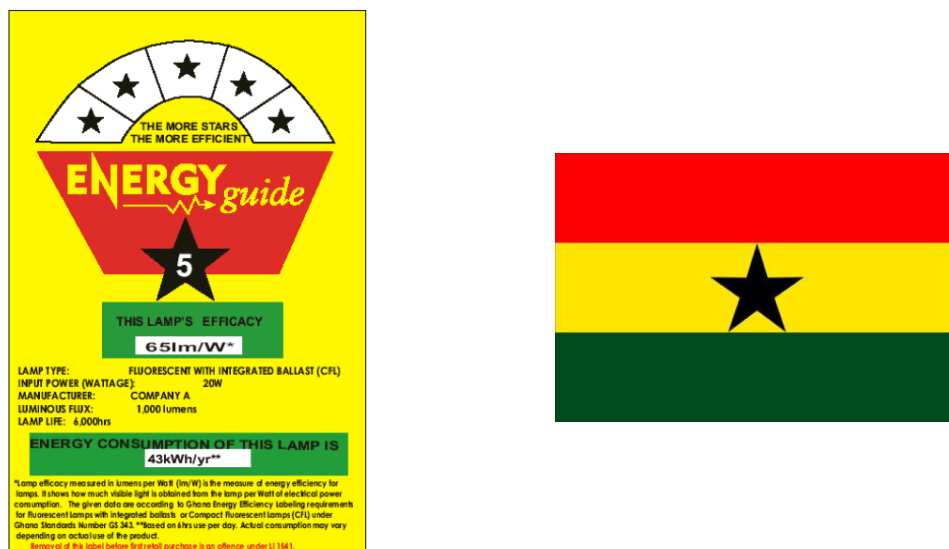 THE MORE STARS
THE MORE EFFICIENT
ENERGY
guide
5
THIS LAMP'S EFFICACY
65lm/W*
LAMP TYPE: FLUORESCENT WITH INTEGRATED BALLAST (CFL)
INPUT POWER (WATTAGE): 20W
MANUFACTURER: COMPANY A
LUMINOUS FLUX: 1,000 lumens
LAMP LIFE: 6,000hrs
ENERGY CONSUMPTION OF THIS LAMP IS
43kWh/yr**
*Lamp efficacy measured in lumens per Watt (lm/W) is the measure of energy efficiency for
lamps. It shows how much visible light is obtained from the lamp per Watt of electrical power
consumption. The given data are according to Ghana Energy Efficiency Labeling requirements
for Fluorescent Lamps with integrated ballasts or Compact Fluorescent Lamps (CFL) under
Ghana Standards Number GS 343. **Based on 6hrs use per day. Actual consumption may vary
depending on actual use of the product.
Removal of this label before first retail purchase is an offence under LI 1541.